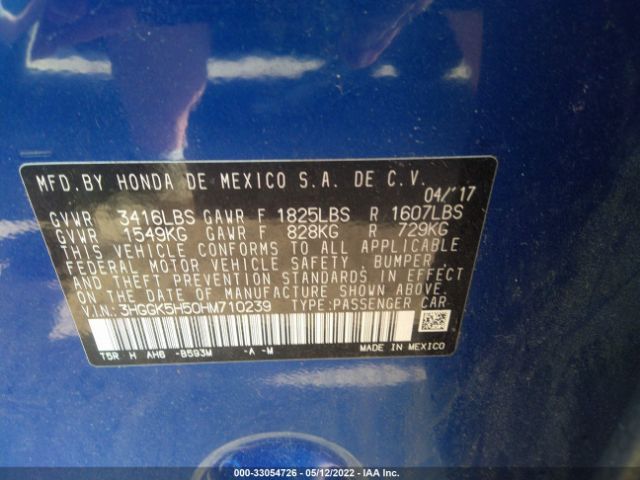 MFD. BY HONDA DE MEXICO S.A. DE C.V.
04/'17
GVWR 3416LBS GAWR F 1825LBS R 1607LBS
GVWR 1549KG GAWR F 828KG R 729KG
THIS VEHICLE CONFORMS TO ALL APPLICABLE
FEDERAL MOTOR VEHICLE SAFETY, BUMPER
AND THEFT PREVENTION STANDARDS IN EFFECT
ON THE DATE OF MANUFACTURE SHOWN ABOVE.
V.I.N.: 3HGGK5H50HM710239 TYPE: PASSENGER CAR
T5R H AH6 -B593M -A -M MADE IN MEXICO
000-33054726 - 05/12/2022 - IAA Inc.